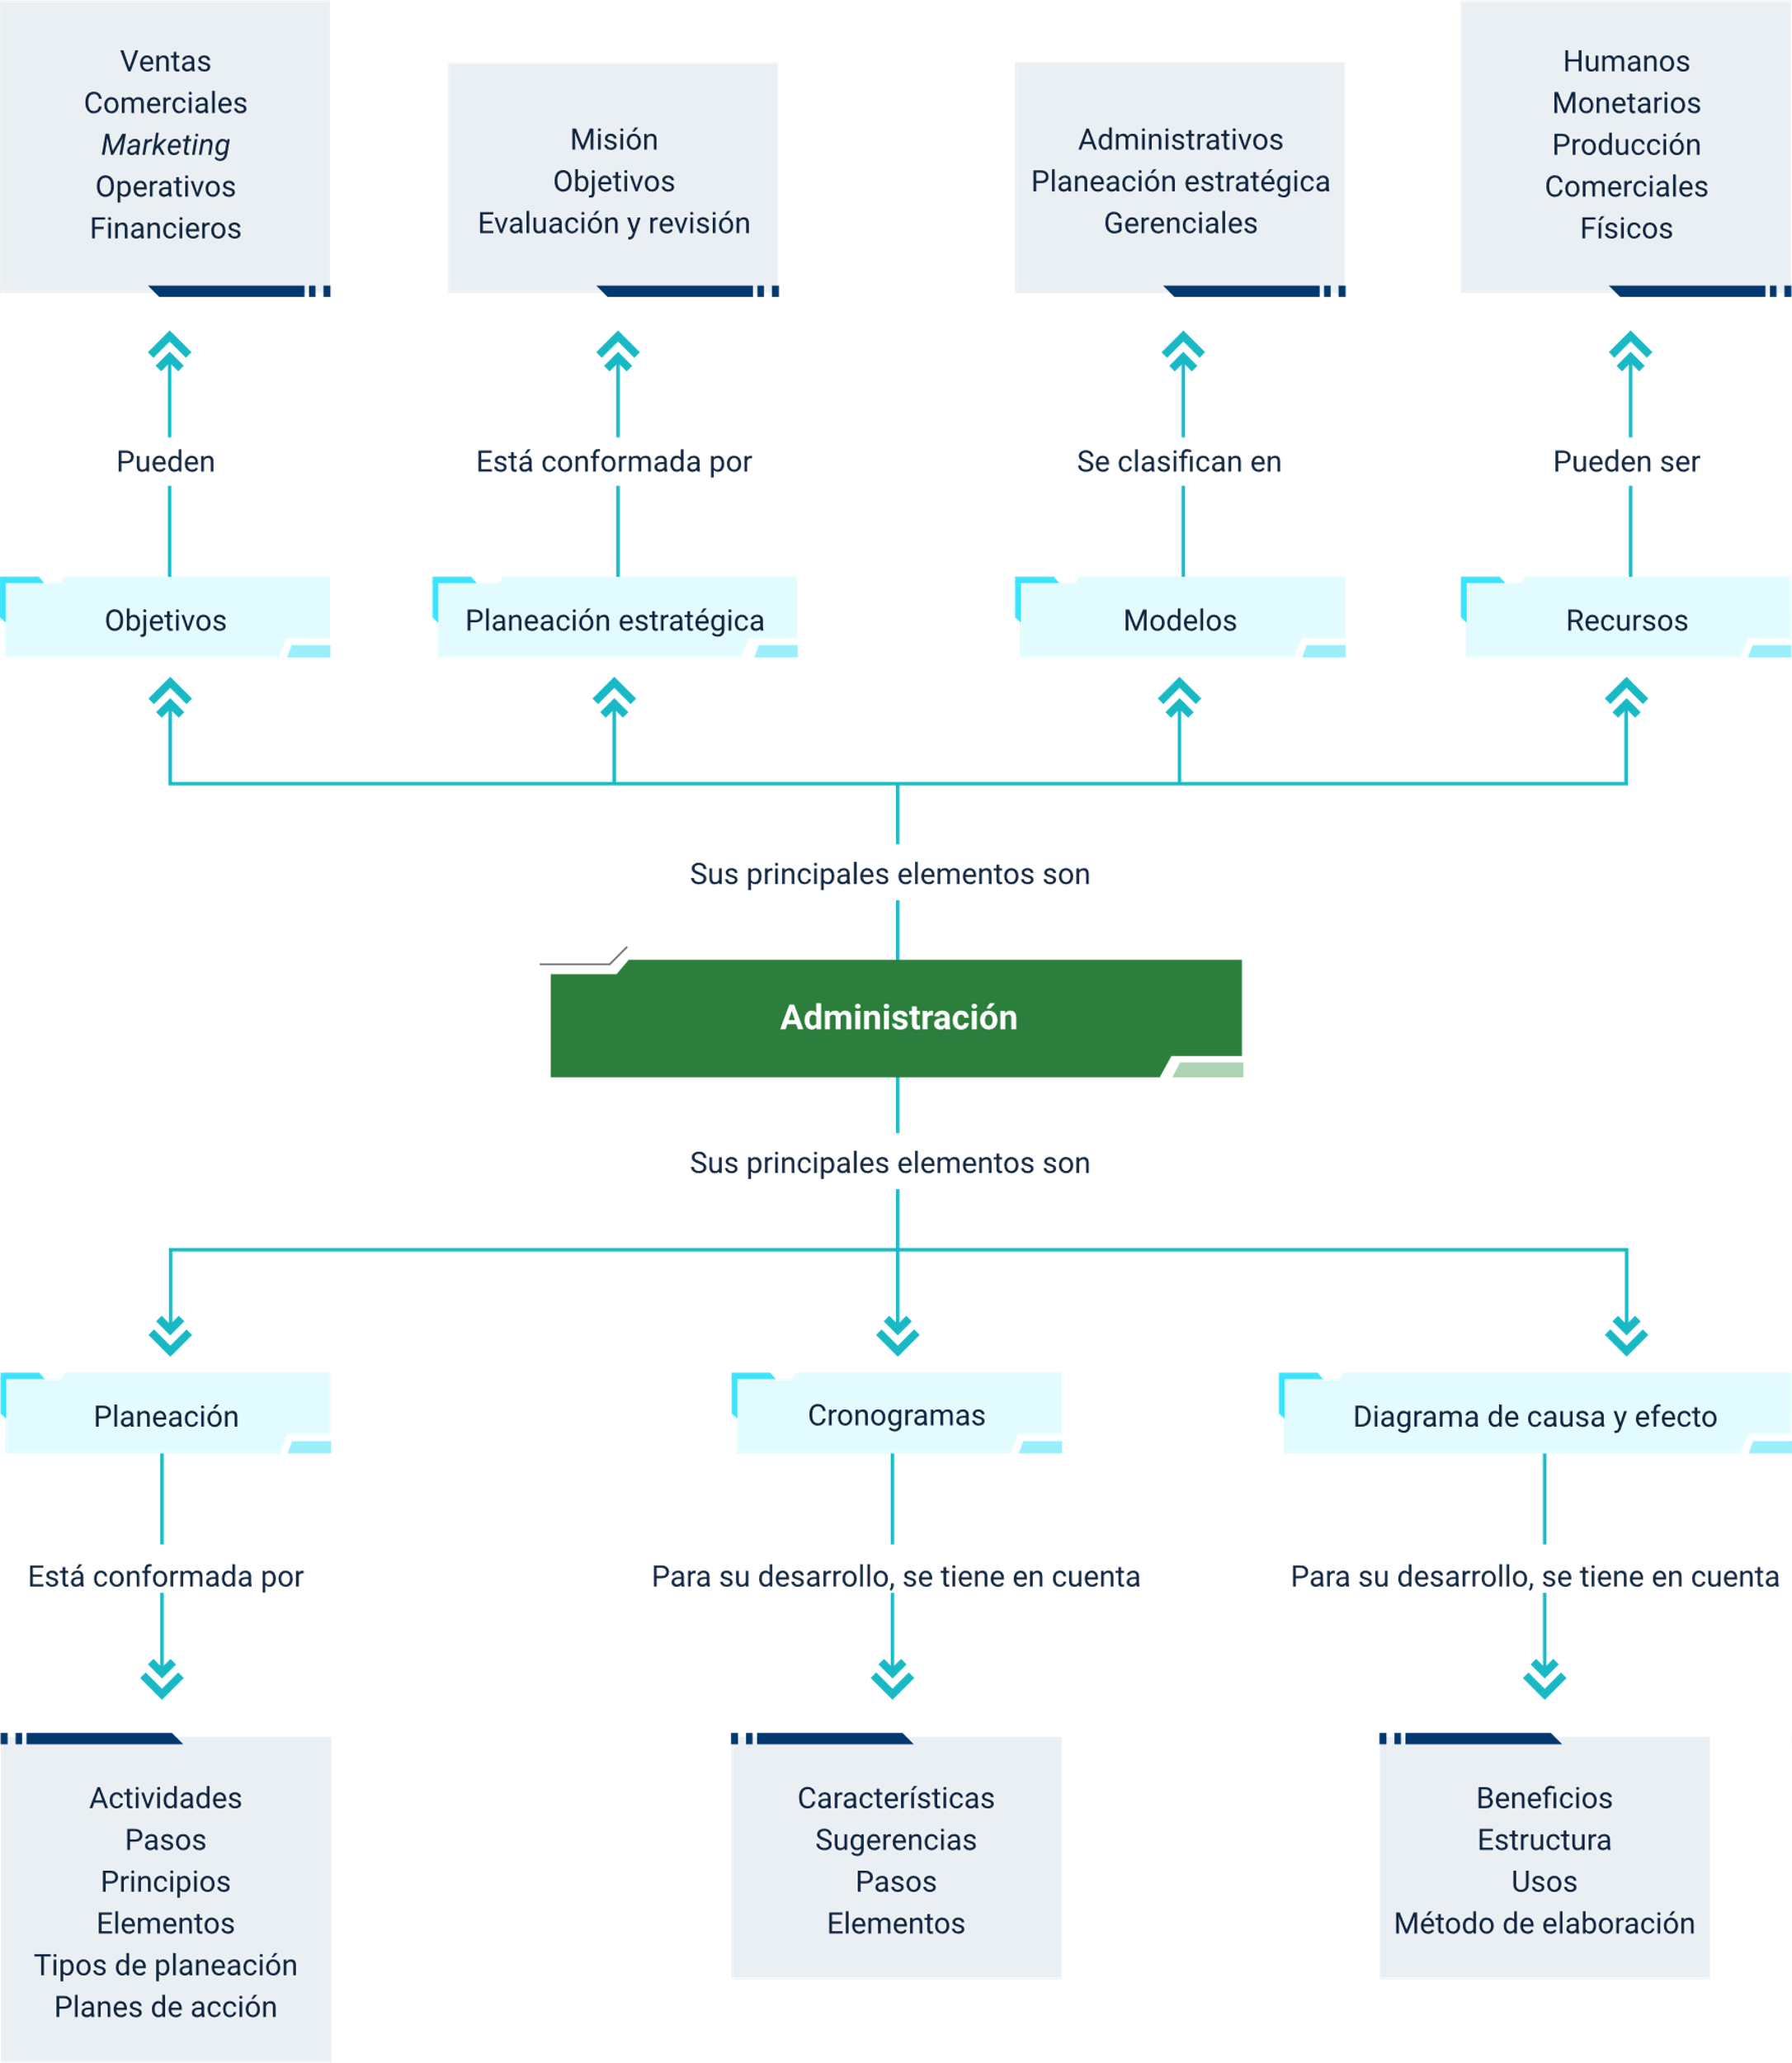 Ventas
Comerciales
Marketing
Operativos
Financieros
Misión
Objetivos
Evaluación y revisión
Administrativos
Planeación estratégica
Gerenciales
Humanos
Monetarios
Producción
Comerciales
Físicos
Pueden
Está conformada por
Se clasifican en
Pueden ser
Objetivos
Planeación estratégica
Modelos
Recursos
Sus principales elementos son
Administración
Sus principales elementos son
Planeación
Cronogramas
Diagrama de causa y efecto
Está conformada por
Para su desarrollo, se tiene en cuenta
Para su desarrollo, se tiene en cuenta
Actividades
Pasos
Principios
Elementos
Tipos de planeación
Planes de acción
Características
Sugerencias
Pasos
Elementos
Beneficios
Estructura
Usos
Método de elaboración